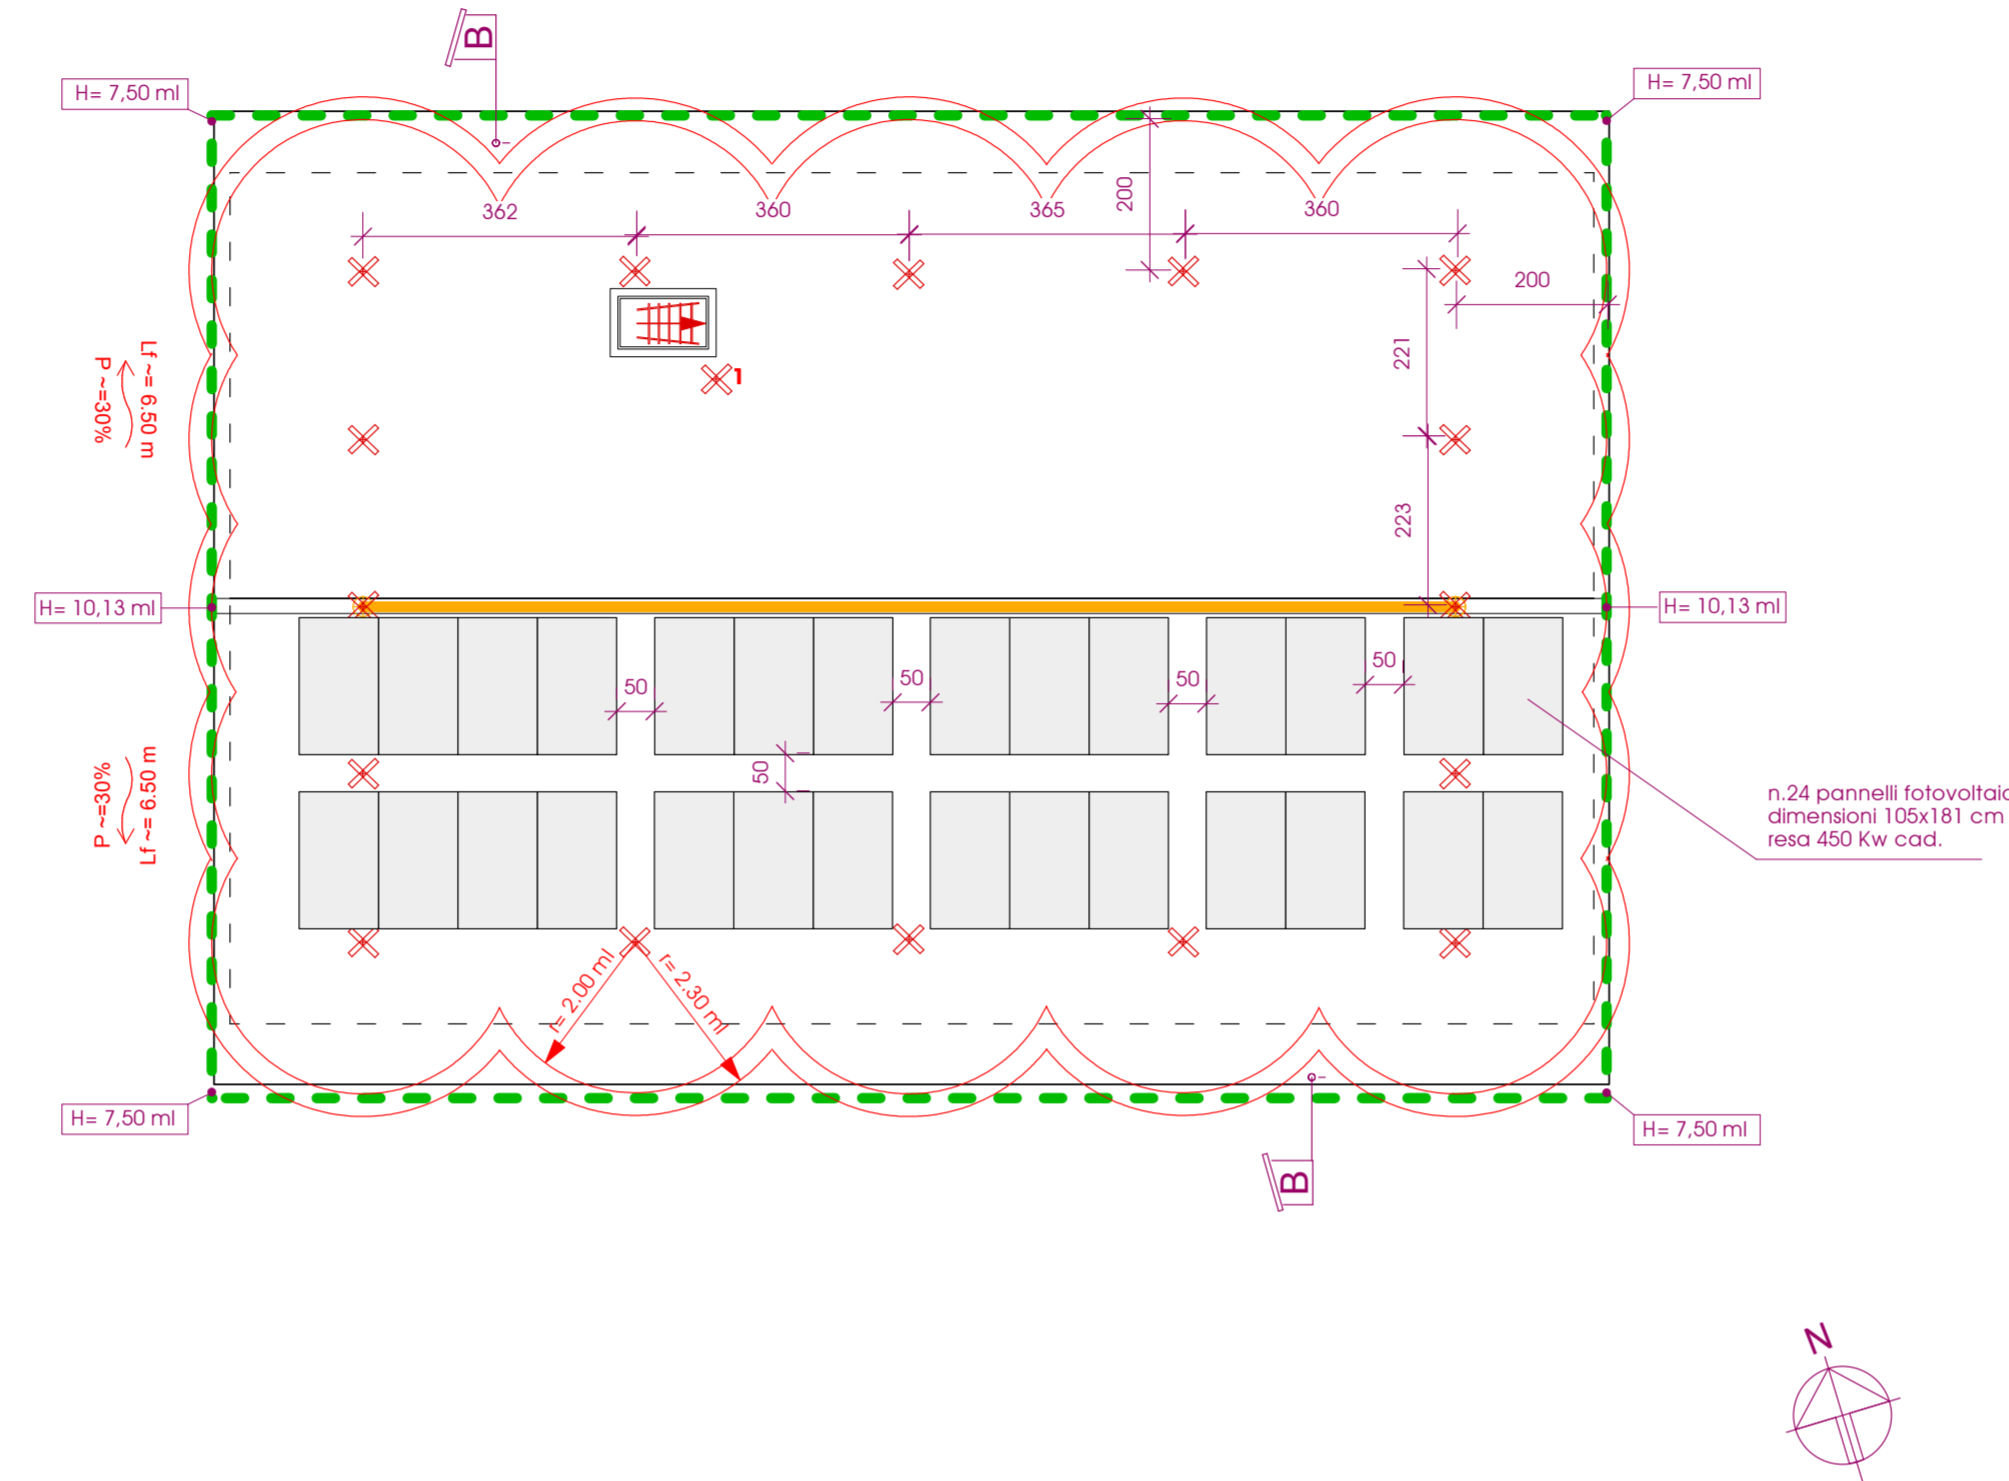 B
H= 7,50 ml
H= 7,50 ml
362
360
365
200
360
200
221
1
Lf ~= 6.50 m
P ~=30%
223
H= 10,13 ml
H= 10,13 ml
50
50
50
50
50
P ~=30%
Lf ~= 6.50 m
n.24 pannelli
dimensioni 105x181 cm
resa 450 Kw cad.
r= 2.00 ml
r= 2,30 ml
H= 7,50 ml
H= 7,50 ml
B
N